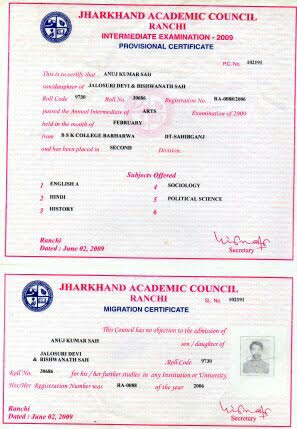 JHARKHAND ACADEMIC COUNCIL
RANCHI
INTERMEDIATE EXAMINATION - 2009
PROVISIONAL CERTIFICATE
P.C. No. 102191
This is to certify that ANUJ KUMAR SAH
son/daughter of JALOSURI DEVI & BISHWANATH SAH
Roll Code 9730 Roll No. 30686 Registration No. RA-0088/2006
passed the Annual Intermediate of ARTS Examination of 2009
held in the month of FEBRUARY
from B S K COLLEGE BARHARWA DT-SAHIBGANJ
and has been placed in SECOND Division.
Subjects Offered
1 ENGLISH A 4 SOCIOLOGY
2 HINDI 5 POLITICAL SCIENCE
3 HISTORY 6
Ranchi
Dated : June 02, 2009 Secretary
JHARKHAND ACADEMIC COUNCIL
RANCHI
MIGRATION CERTIFICATE
SL No 102191
This Council has no objection to the admission of
ANUJ KUMAR SAH son / daughter of
JALOSURI DEVI
& BISHWANATH SAH Roll Code 9730
Roll No. 30686 for his / her further studies in any Institution or University.
His/Her Registration Number was RA-0088 of the year 2006
Ranchi
Dated : June 02, 2009 Secretary